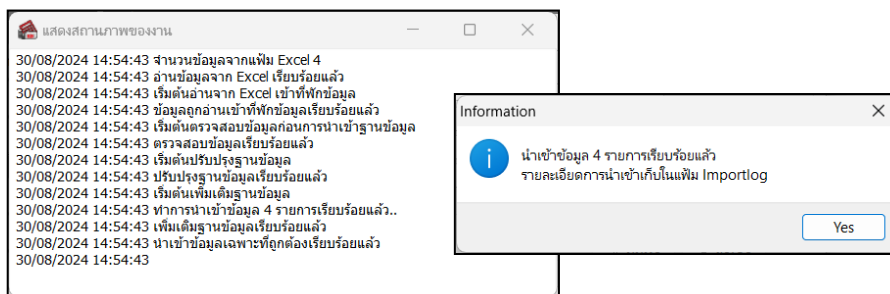 แสดงสถานภาพของงาน
30/08/2024 14:54:43 จำนวนข้อมูลจากแฟ้ม Excel 4
30/08/2024 14:54:43 อ่านข้อมูลจาก Excel เรียบร้อยแล้ว
30/08/2024 14:54:43 เริ่มต้นอ่านจาก Excel เข้าที่พักข้อมูล
30/08/2024 14:54:43 ข้อมูลถูกอ่านเข้าที่พักข้อมูลเรียบร้อยแล้ว
30/08/2024 14:54:43 เริ่มต้นตรวจสอบข้อมูลก่อนการนำเข้าฐานข้อมูล
30/08/2024 14:54:43 ตรวจสอบข้อมูลเรียบร้อยแล้ว
30/08/2024 14:54:43 เริ่มต้นปรับปรุงฐานข้อมูล
30/08/2024 14:54:43 ปรับปรุงฐานข้อมูลเรียบร้อยแล้ว
30/08/2024 14:54:43 เริ่มต้นเพิ่มเติมฐานข้อมูล
30/08/2024 14:54:43 ทำการนำเข้าข้อมูล 4 รายการเรียบร้อยแล้ว..
30/08/2024 14:54:43 เพิ่มเติมฐานข้อมูลเรียบร้อยแล้ว
30/08/2024 14:54:43 นำเข้าข้อมูลเฉพาะที่ถูกต้องเรียบร้อยแล้ว
30/08/2024 14:54:43
Information
นำเข้าข้อมูล 4 รายการเรียบร้อยแล้ว
รายละเอียดการนำเข้าเก็บในแฟ้ม Importlog
Yes